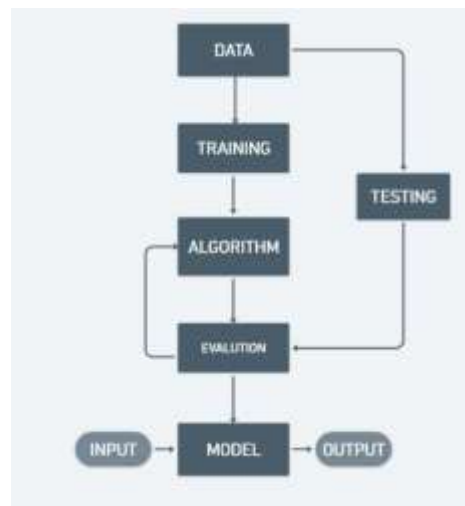 DATA
TRAINING
TESTING
ALGORITHM
EVALUTION
INPUT
MODEL
OUTPUT